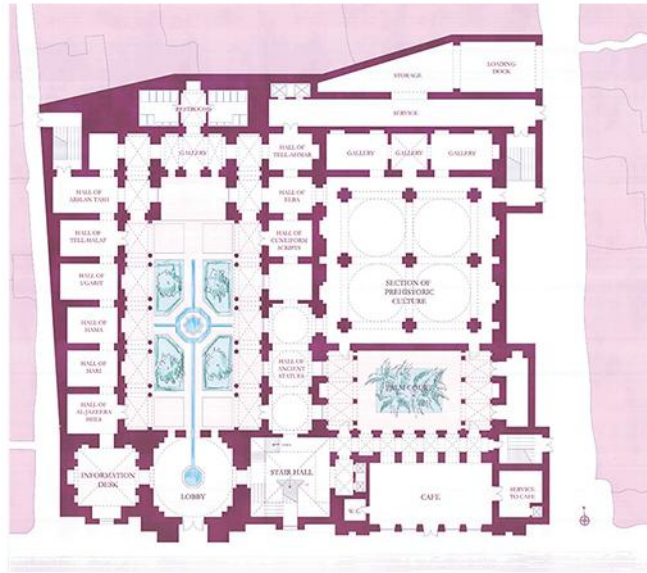 LOADING
DOCK
STORAGE
RESTROOMS
SERVICE
GALLERY
HALL OF
TELL-AHMAR
GALLERY
GALLERY
GALLERY
HALL OF
ARSLAN TASH
HALL OF
EBLA
HALL OF
TELL-HALAF
HALL OF
CUNEIFORM
SCRIPTS
HALL OF
UGARIT
SECTION OF
PREHISTORIC
CULTURE
HALL OF
HAMA
HALL OF
MARI
HALL OF
ANCIENT
STATUES
PALM COURT
HALL OF
AL-JAZEERA
SITES
INFORMATION
DESK
LOBBY
STAIR HALL
W.C.
CAFE
SERVICE
TO CAFE